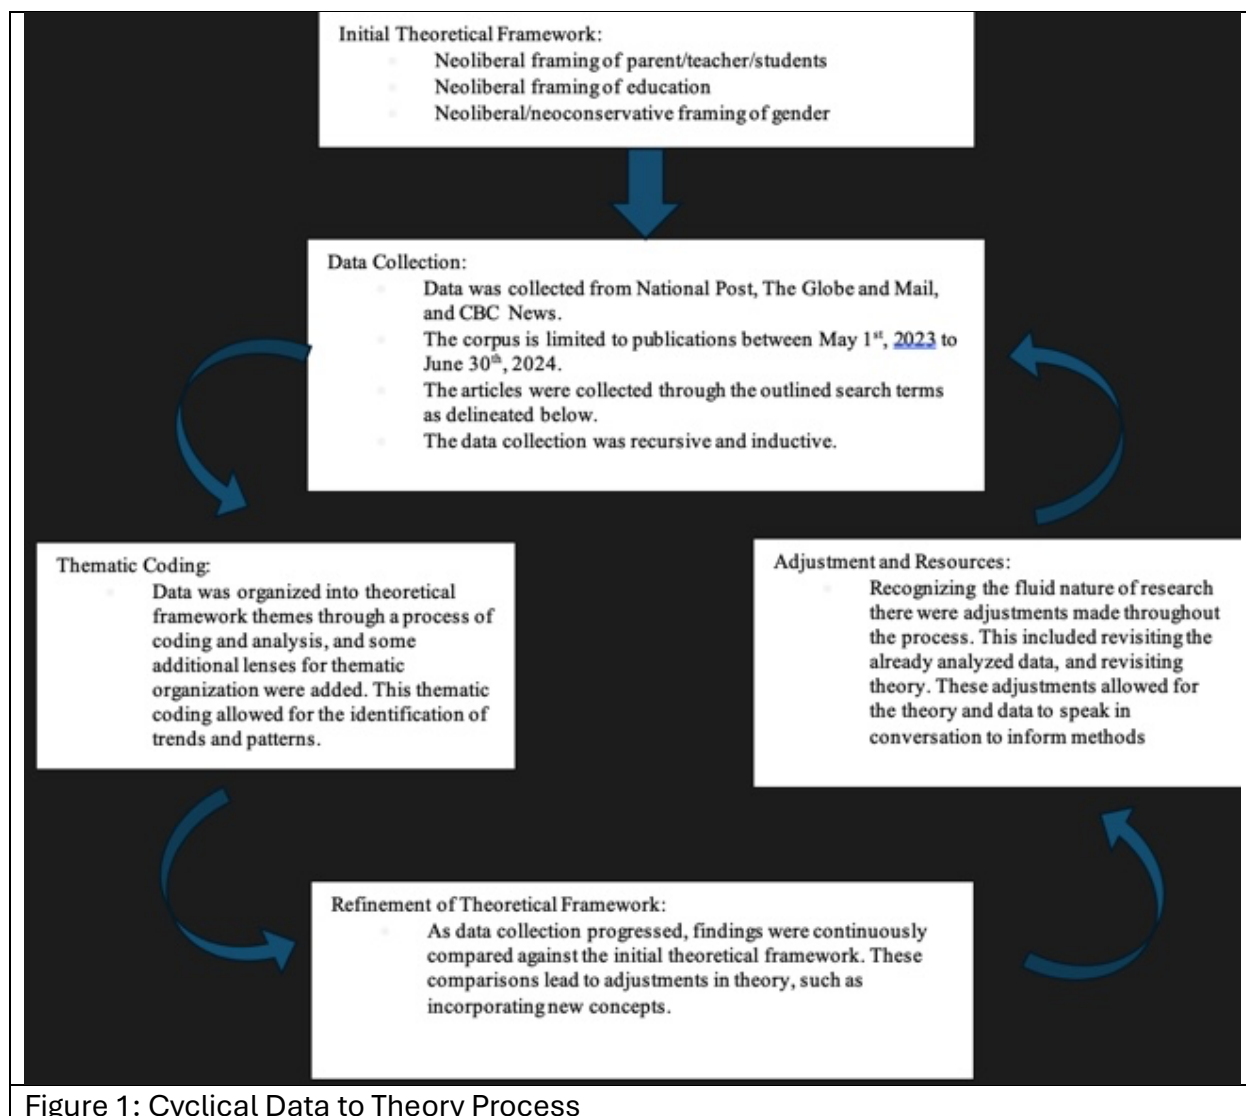 Initial Theoretical Framework:
Neoliberal framing of parent/teacher/students
Neoliberal framing of education
Neoliberal/neoconservative framing of gender
Data Collection:
Data was collected from National Post, The Globe and Mail,
and CBC News.
The corpus is limited to publications between May 1st, 2023 to
June 30th, 2024.
The articles were collected through the outlined search terms
as delineated below.
The data collection was recursive and inductive.
Thematic Coding:
Data was organized into theoretical
framework themes through a process of
coding and analysis, and some
additional lenses for thematic
organization were added. This thematic
coding allowed for the identification of
trends and patterns.
Adjustment and Resources:
Recognizing the fluid nature of research
there were adjustments made throughout
the process. This included revisiting the
already analyzed data, and revisiting
theory. These adjustments allowed for
the theory and data to speak in
conversation to inform methods
Refinement of Theoretical Framework:
As data collection progressed, findings were continuously
compared against the initial theoretical framework. These
comparisons lead to adjustments in theory, such as
incorporating new concepts.
Figure 1: Cyclical Data to Theory Process